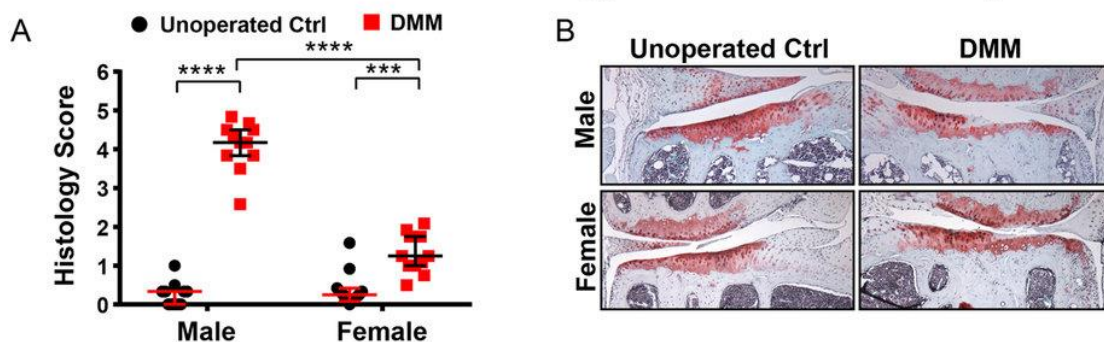 A
Unoperated Ctrl DMM
****
**** ***
Histology Score
6
5
4
3
2
1
0
Male Female
B
Unoperated Ctrl DMM
Male
Female